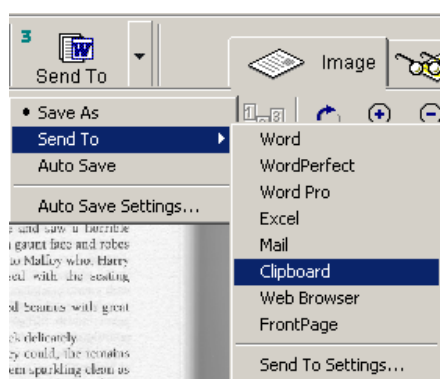 3
Send To
Image
• Save As
Send To
Auto Save
Auto Save Settings...
Word
WordPerfect
Word Pro
Excel
Mail
Clipboard
Web Browser
FrontPage
Send To Settings...
and saw a horrible
gaunt face and robes
to Malfoy who, Harry
with the seating
Seamus with great
delicately
could, the remains
sparkling clean as